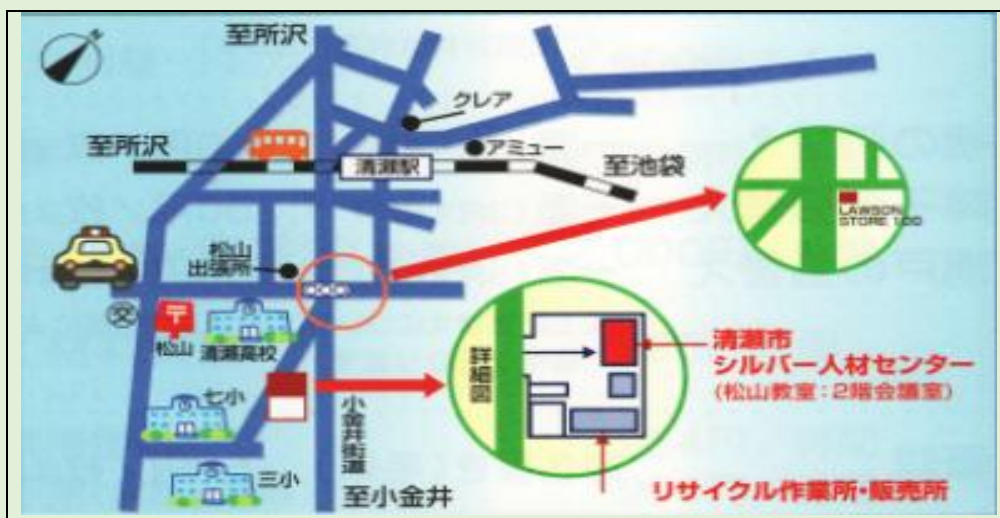 N
至所沢
クレア
至所沢
清瀬駅
アミュー
至池袋
LAWSON
STORE 100
松山
出張所
交
〒
松山
清瀬高校
七小
三小
小金井街道
至小金井
詳細図
清瀬市
シルバー人材センター
(松山教室:2階会議室)
リサイクル作業所・販売所